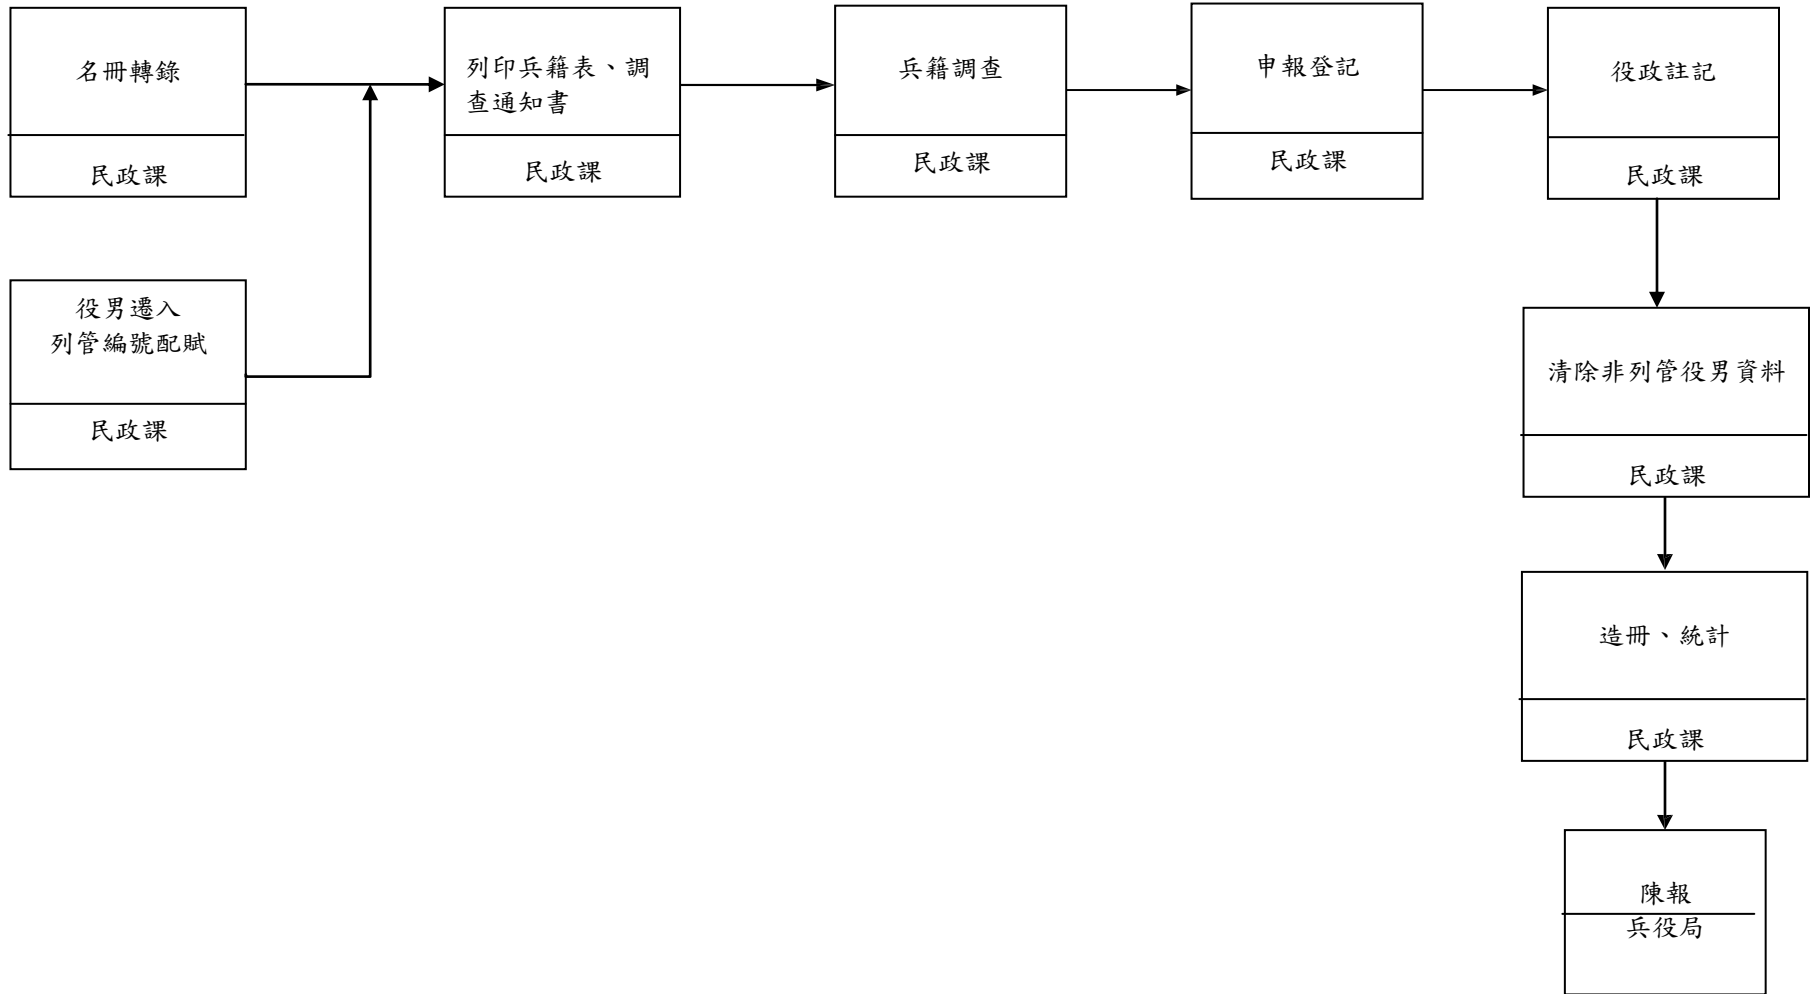 名冊轉錄
民政課
列印兵籍表、調
查通知書
民政課
兵籍調查
民政課
申報登記
民政課
役政註記
民政課
役男遷入
列管編號配賦
民政課
清除非列管役男資料
民政課
造冊、統計
民政課
陳報
兵役局